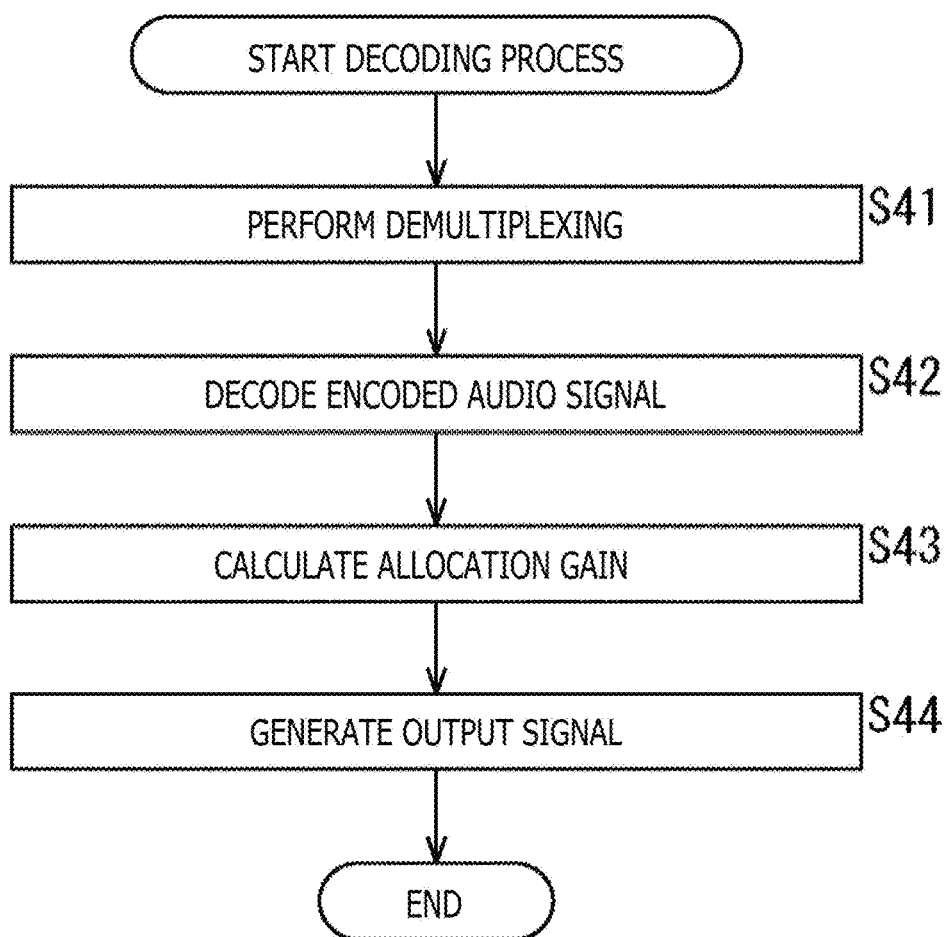 START DECODING PROCESS
PERFORM DEMULTIPLEXING
S41
DECODE ENCODED AUDIO SIGNAL
S42
CALCULATE ALLOCATION GAIN
S43
GENERATE OUTPUT SIGNAL
S44
END